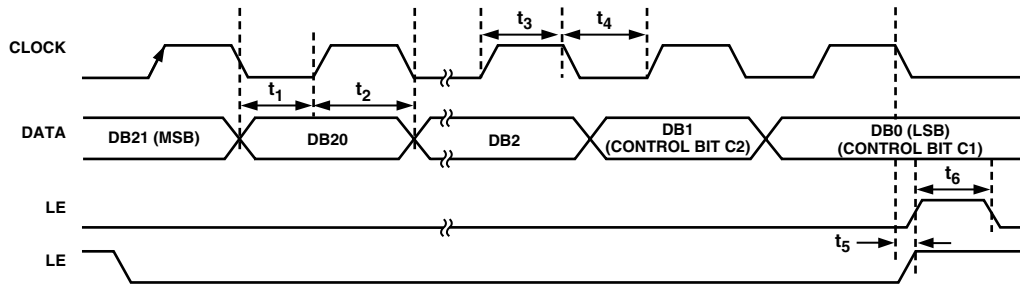 t3 t4
CLOCK
t1 t2
DATA
DB21 (MSB) DB20 DB2 DB1 (CONTROL BIT C2) DB0 (LSB) (CONTROL BIT C1)
t6
LE
t5
LE